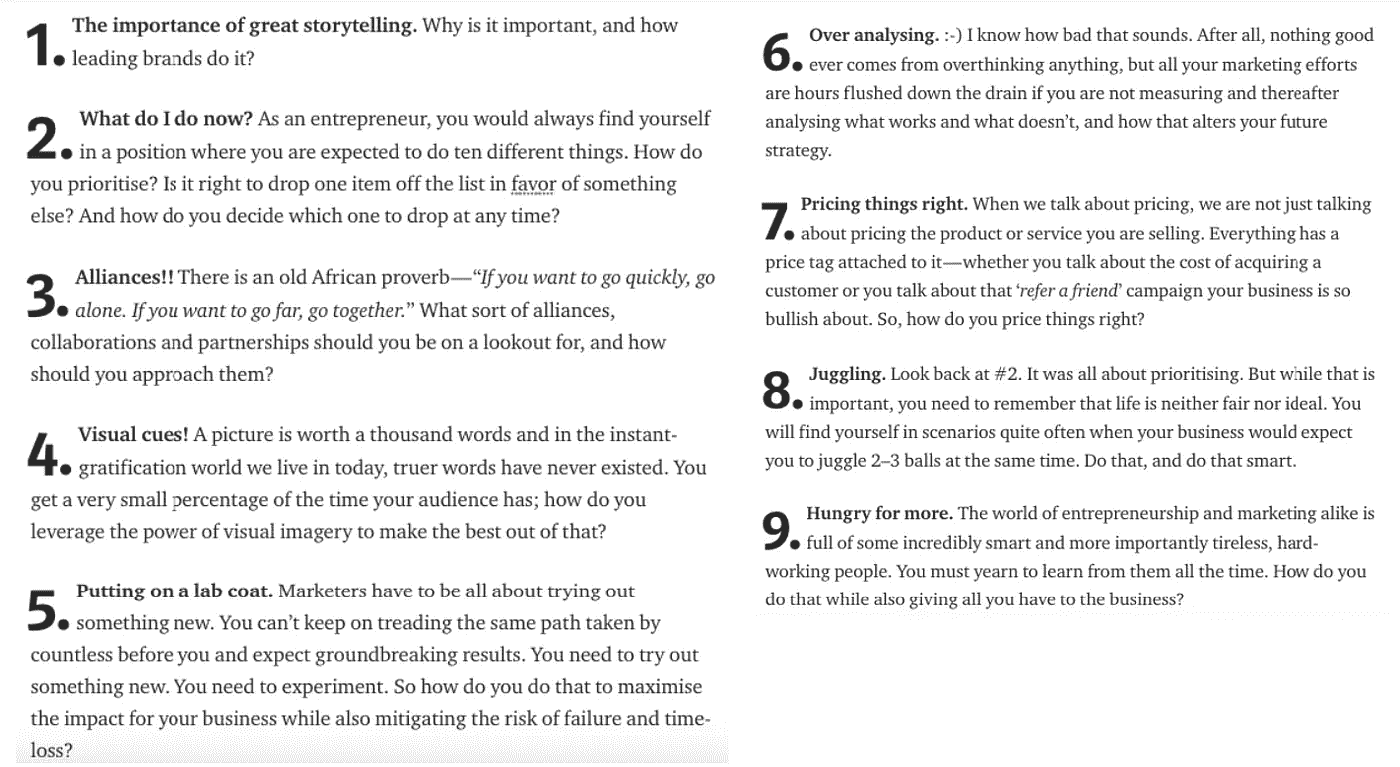 1. The importance of great storytelling. Why is it important, and how
leading brands do it?
2. What do I do now? As an entrepreneur, you would always find yourself
in a position where you are expected to do ten different things. How do
you prioritise? Is it right to drop one item off the list in favor of something
else? And how do you decide which one to drop at any time?
3. Alliances!! There is an old African proverb—“If you want to go quickly, go
alone. If you want to go far, go together.” What sort of alliances,
collaborations and partnerships should you be on a lookout for, and how
should you approach them?
4. Visual cues! A picture is worth a thousand words and in the instant-
gratification world we live in today, truer words have never existed. You
get a very small percentage of the time your audience has; how do you
leverage the power of visual imagery to make the best out of that?
5. Putting on a lab coat. Marketers have to be all about trying out
something new. You can’t keep on treading the same path taken by
countless before you and expect groundbreaking results. You need to try out
something new. You need to experiment. So how do you do that to maximise
the impact for your business while also mitigating the risk of failure and time-
loss?
6. Over analysing. :-) I know how bad that sounds. After all, nothing good
ever comes from overthinking anything, but all your marketing efforts
are hours flushed down the drain if you are not measuring and thereafter
analysing what works and what doesn’t, and how that alters your future
strategy.
7. Pricing things right. When we talk about pricing, we are not just talking
about pricing the product or service you are selling. Everything has a
price tag attached to it—whether you talk about the cost of acquiring a
customer or you talk about that ‘refer a friend’ campaign your business is so
bullish about. So, how do you price things right?
8. Juggling. Look back at #2. It was all about prioritising. But while that is
important, you need to remember that life is neither fair nor ideal. You
will find yourself in scenarios quite often when your business would expect
you to juggle 2–3 balls at the same time. Do that, and do that smart.
9. Hungry for more. The world of entrepreneurship and marketing alike is
full of some incredibly smart and more importantly tireless, hard-
working people. You must yearn to learn from them all the time. How do you
do that while also giving all you have to the business?